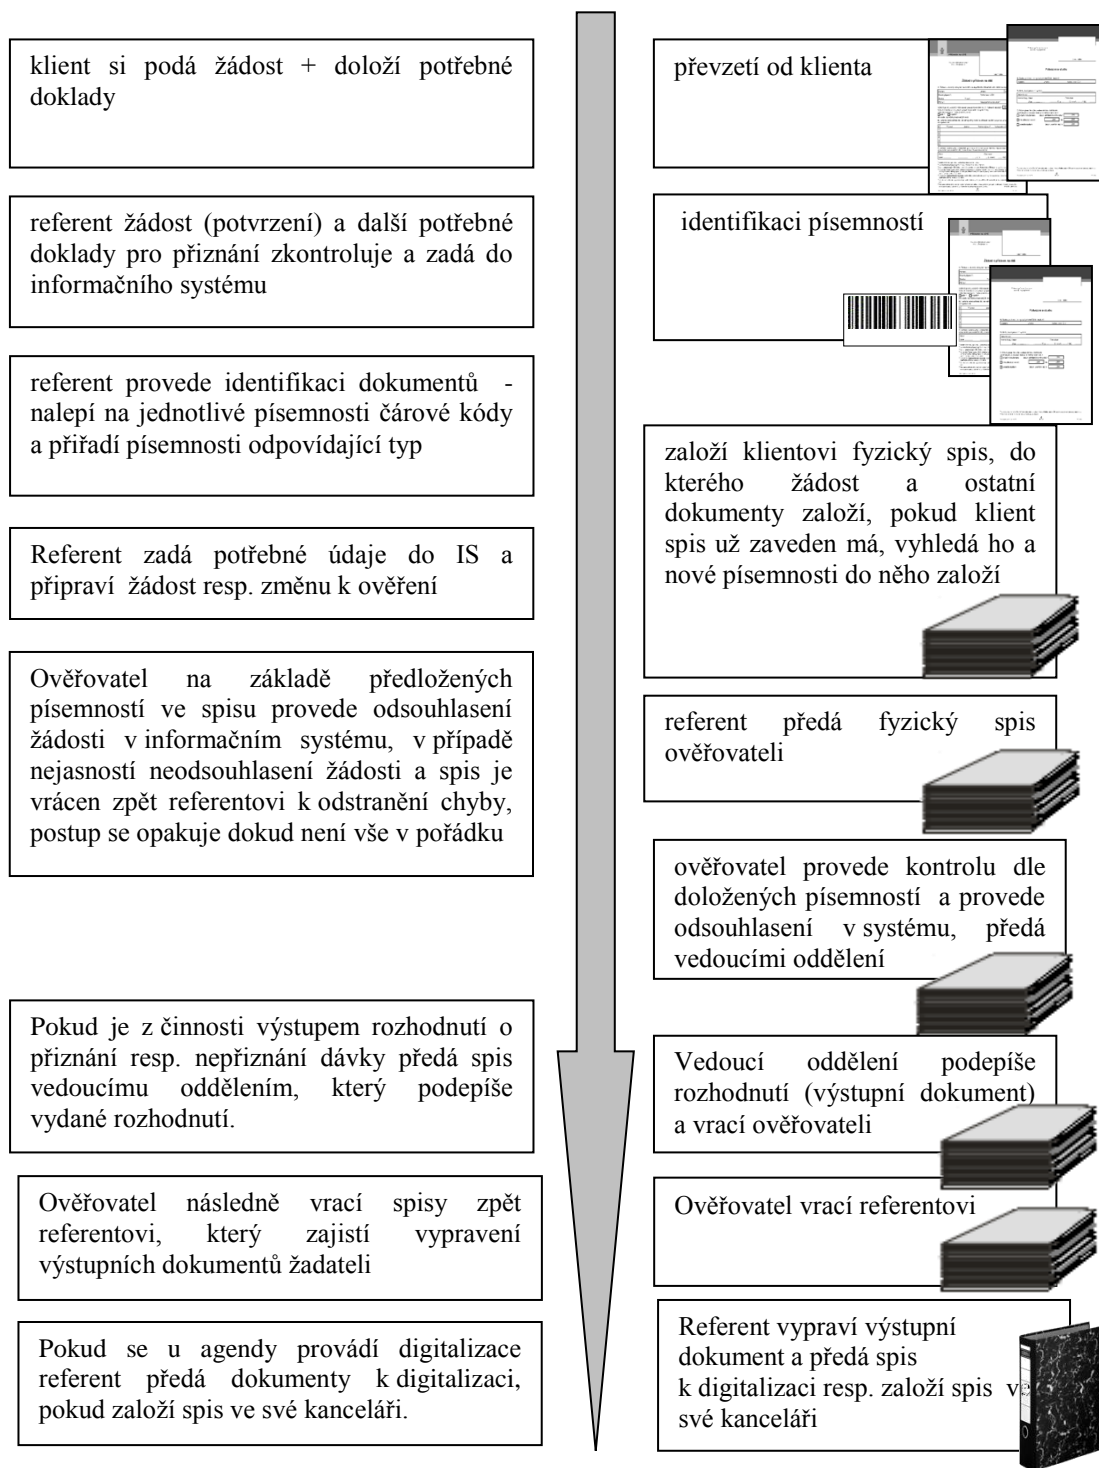 klient si podá žádost + doloží potřebné
doklady
referent žádost (potvrzení) a další potřebné
doklady pro přiznání zkontroluje a zadá do
informačního systému
referent provede identifikaci dokumentů -
nalepí na jednotlivé písemnosti čárové kódy
a přiřadí písemnosti odpovídající typ
Referent zadá potřebné údaje do IS a
připraví žádost resp. změnu k ověření
Ověřovatel na základě předložených
písemností ve spisu provede odsouhlasení
žádosti v informačním systému, v případě
nejasností neodsouhlasení žádosti a spis je
vrácen zpět referentovi k odstranění chyby,
postup se opakuje dokud není vše v pořádku
Pokud je z činnosti výstupem rozhodnutí o
přiznání resp. nepřiznání dávky předá spis
vedoucímu oddělením, který podepíše
vydané rozhodnutí.
Ověřovatel následně vrací spisy zpět
referentovi, který zajistí vypravení
výstupních dokumentů žadateli
Pokud se u agendy provádí digitalizace
referent předá dokumenty k digitalizaci,
pokud založí spis ve své kanceláři.
převzetí od klienta
identifikaci písemností
založí klientovi fyzický spis, do
kterého žádost a ostatní
dokumenty založí, pokud klient
spis už zaveden má, vyhledá ho a
nové písemnosti do něho založí
referent předá fyzický spis
ověřovateli
ověřovatel provede kontrolu dle
doložených písemností a provede
odsouhlasení v systému, předá
vedoucími oddělení
Vedoucí oddělení podepíše
rozhodnutí (výstupní dokument)
a vrací ověřovateli
Ověřovatel vrací referentovi
Referent vypraví výstupní
dokument a předá spis
k digitalizaci resp. založí spis ve
své kanceláři